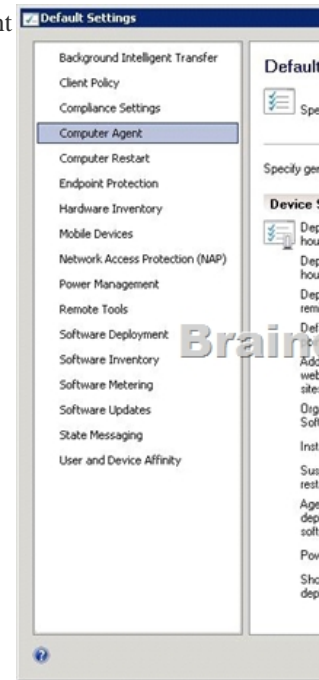 nt
Default Settings
Background Intelligent Transfer
Client Policy
Compliance Settings
Computer Agent
Computer Restart
Endpoint Protection
Hardware Inventory
Mobile Devices
Network Access Protection (NAP)
Power Management
Remote Tools
Software Deployment
Software Inventory
Software Metering
Software Updates
State Messaging
User and Device Affinity
Default
Spe
Specify ger
Device S
Dep
hou
Dep
hou
Dep
rem
Def
Add
web
site
Org
Soft
Inst
Sus
rest
Age
dep
soft
Pow
Sho
dep
Brain